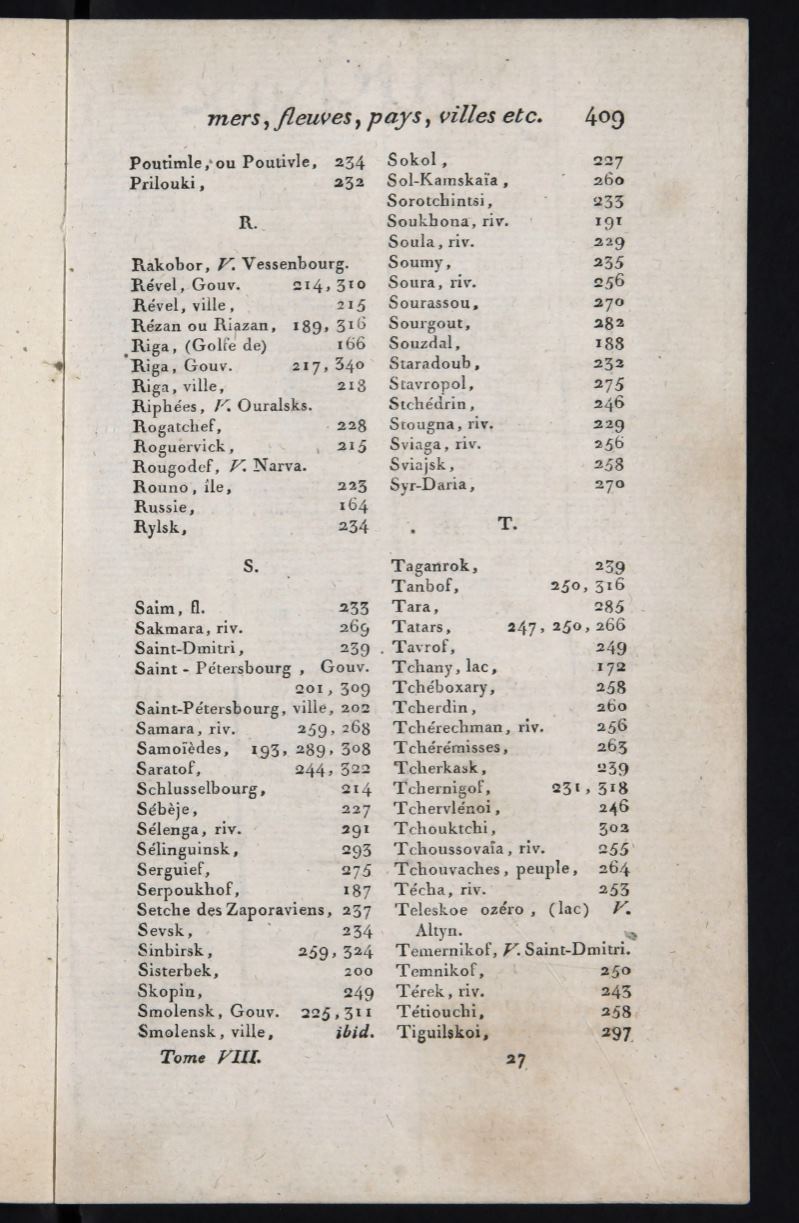 mers, fleuves, pays, villes etc. 409
Poutimle, ou Poutivle, 234
Prilouki, 232
R.
Rakobor, V. Vessenbourg.
Rével, Gouv. 214, 310
Rével, ville, 215
Rézan ou Riazan, 189, 316
Riga, (Golfe de) 166
Riga, Gouv. 217, 340
Riga, ville, 218
Riphées, V. Ouralsks.
Rogatchef, 228
Roguervick, 215
Rougodef, V. Narva.
Rouno, île, 223
Russie, 164
Rylsk, 234
S.
Saim, fl. 233
Sakmara, riv. 269
Saint-Dmitri, 239
Saint - Pétersbourg , Gouv.
201, 309
Saint-Pétersbourg, ville, 202
Samara, riv. 259, 268
Samoïèdes, 193, 289, 308
Saratof, 244, 322
Schlusselbourg, 214
Sébèje, 227
Sélenga, riv. 291
Sélinguinsk, 293
Serguief, 275
Serpoukhof, 187
Setche des Zaporaviens, 237
Sevsk, 234
Sinbirsk, 259, 324
Sisterbek, 200
Skopin, 249
Smolensk, Gouv. 225, 311
Smolensk, ville, ibid.
Tome VIII.
Sokol, 227
Sol-Kamskaïa, 260
Sorotchintsi, 233
Soukhona, riv. 191
Soula, riv. 229
Soumy, 235
Soura, riv. 256
Sourassou, 270
Sourgout, 282
Souzdal, 188
Staradoub, 232
Stavropol, 275
Stchédrin, 246
Stougna, riv. 229
Sviaga, riv. 256
Sviajsk, 258
Syr-Daria, 270
T.
Taganrok, 239
Tanbof, 250, 316
Tara, 285
Tatars, 247, 250, 266
Tavrof, 249
Tchany, lac, 172
Tchéboxary, 258
Tcherdin, 260
Tchérechman, riv. 256
Tchérémisses, 263
Tcherkask, 239
Tchernigof, 231, 318
Tchervlénoi, 246
Tchouktchi, 302
Tchoussovaïa, riv. 255
Tchouvaches, peuple, 264
Técha, riv. 253
Teleskoe ozéro, (lac) V.
Altyn.
Temernikof, V. Saint-Dmitri.
Temnikof, 250
Térek, riv. 243
Tétiouchi, 258
Tiguilskoi, 297
27